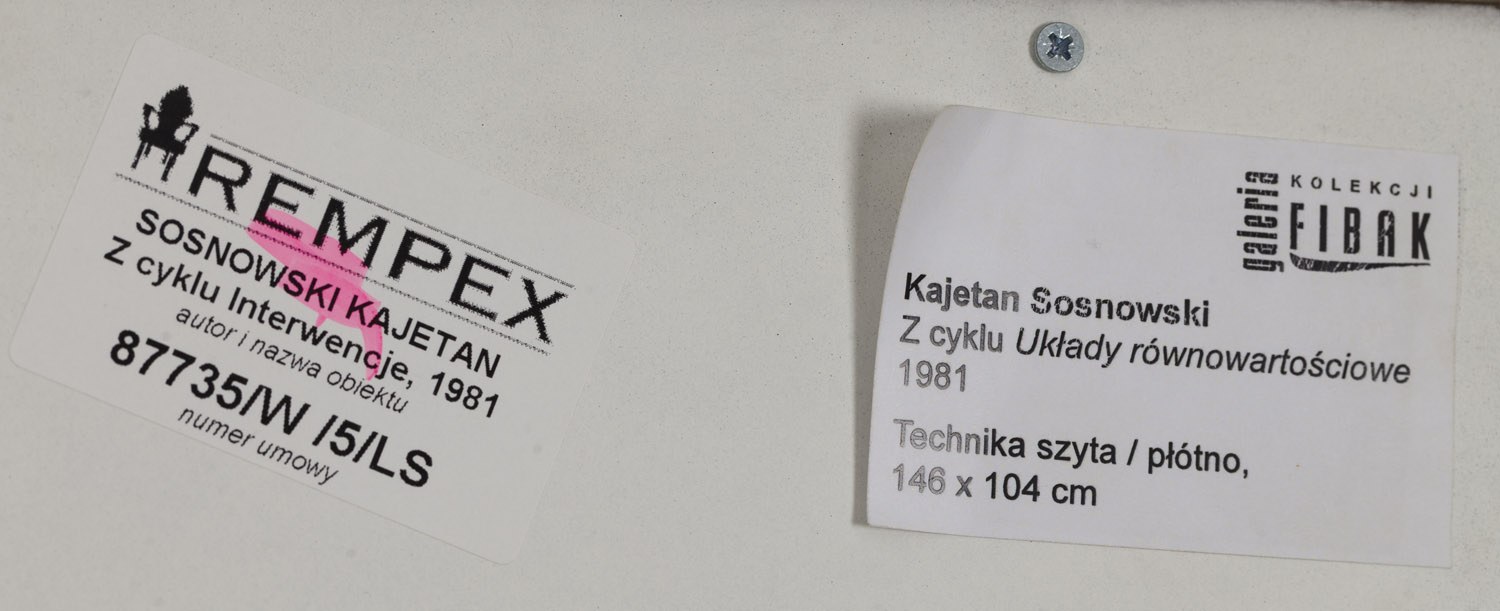 REMPEX
SOSNOWSKI KAJETAN
Z cyklu Interwencje, 1981
autor i nazwa obiektu
87735/W /5/LS
numer umowy
galeria
KOLEKCJI
FIBAK
Kajetan Sosnowski
Z cyklu Układy równowartościowe
1981
Technika szyta / płótno,
146 x 104 cm